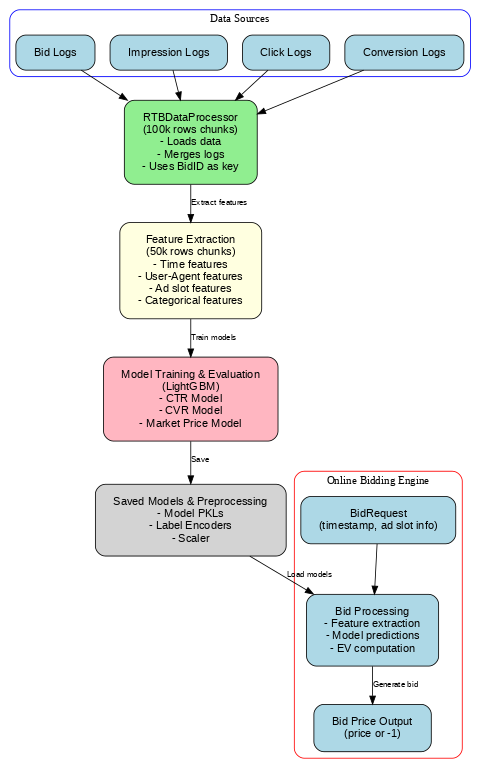 Data Sources
Bid Logs
Impression Logs
Click Logs
Conversion Logs
RTBDataProcessor
(100k rows chunks)
- Loads data
- Merges logs
- Uses BidID as key
Extract features
Feature Extraction
(50k rows chunks)
- Time features
- User-Agent features
- Ad slot features
- Categorical features
Train models
Model Training & Evaluation
(LightGBM)
- CTR Model
- CVR Model
- Market Price Model
Save
Saved Models & Preprocessing
- Model PKLs
- Label Encoders
- Scaler
Online Bidding Engine
BidRequest
(timestamp, ad slot info)
Load models
Bid Processing
- Feature extraction
- Model predictions
- EV computation
Generate bid
Bid Price Output
(price or -1)